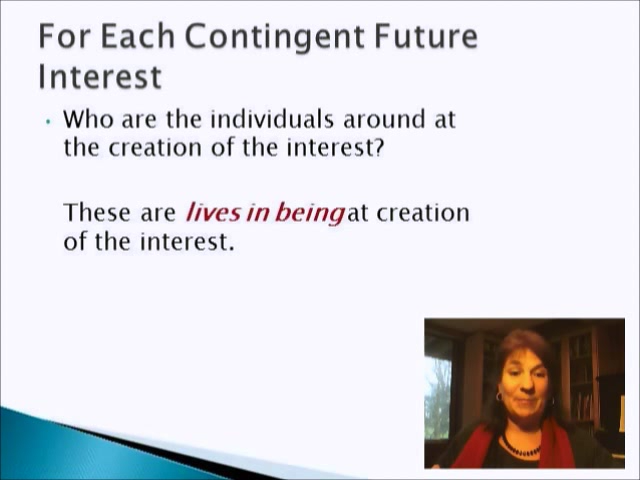 For Each Contingent Future
Interest
• Who are the individuals around at
the creation of the interest?
These are lives in being at creation
of the interest.